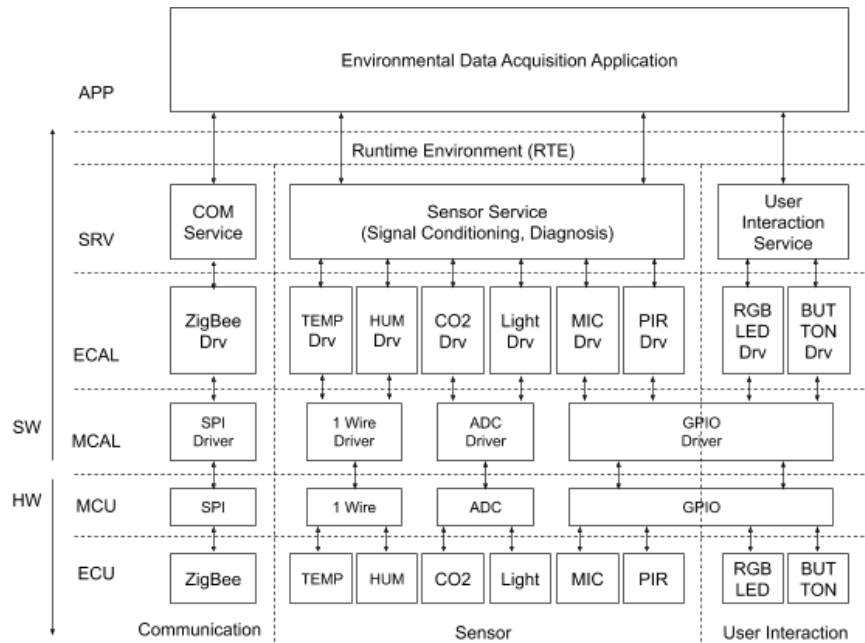 Environmental Data Acquisition Application
APP
Runtime Environment (RTE)
COM
Service
Sensor Service
(Signal Conditioning, Diagnosis)
User
Interaction
Service
SRV
ZigBee
Drv
TEMP
Drv
HUM
Drv
CO2
Drv
Light
Drv
MIC
Drv
PIR
Drv
RGB
LED
Drv
BUT
TON
Drv
ECAL
SW
MCAL
SPI
Driver
1 Wire
Driver
ADC
Driver
GPIO
Driver
HW
MCU
SPI
1 Wire
ADC
GPIO
ECU
ZigBee
TEMP
HUM
CO2
Light
MIC
PIR
RGB
LED
BUT
TON
Communication
Sensor
User Interaction